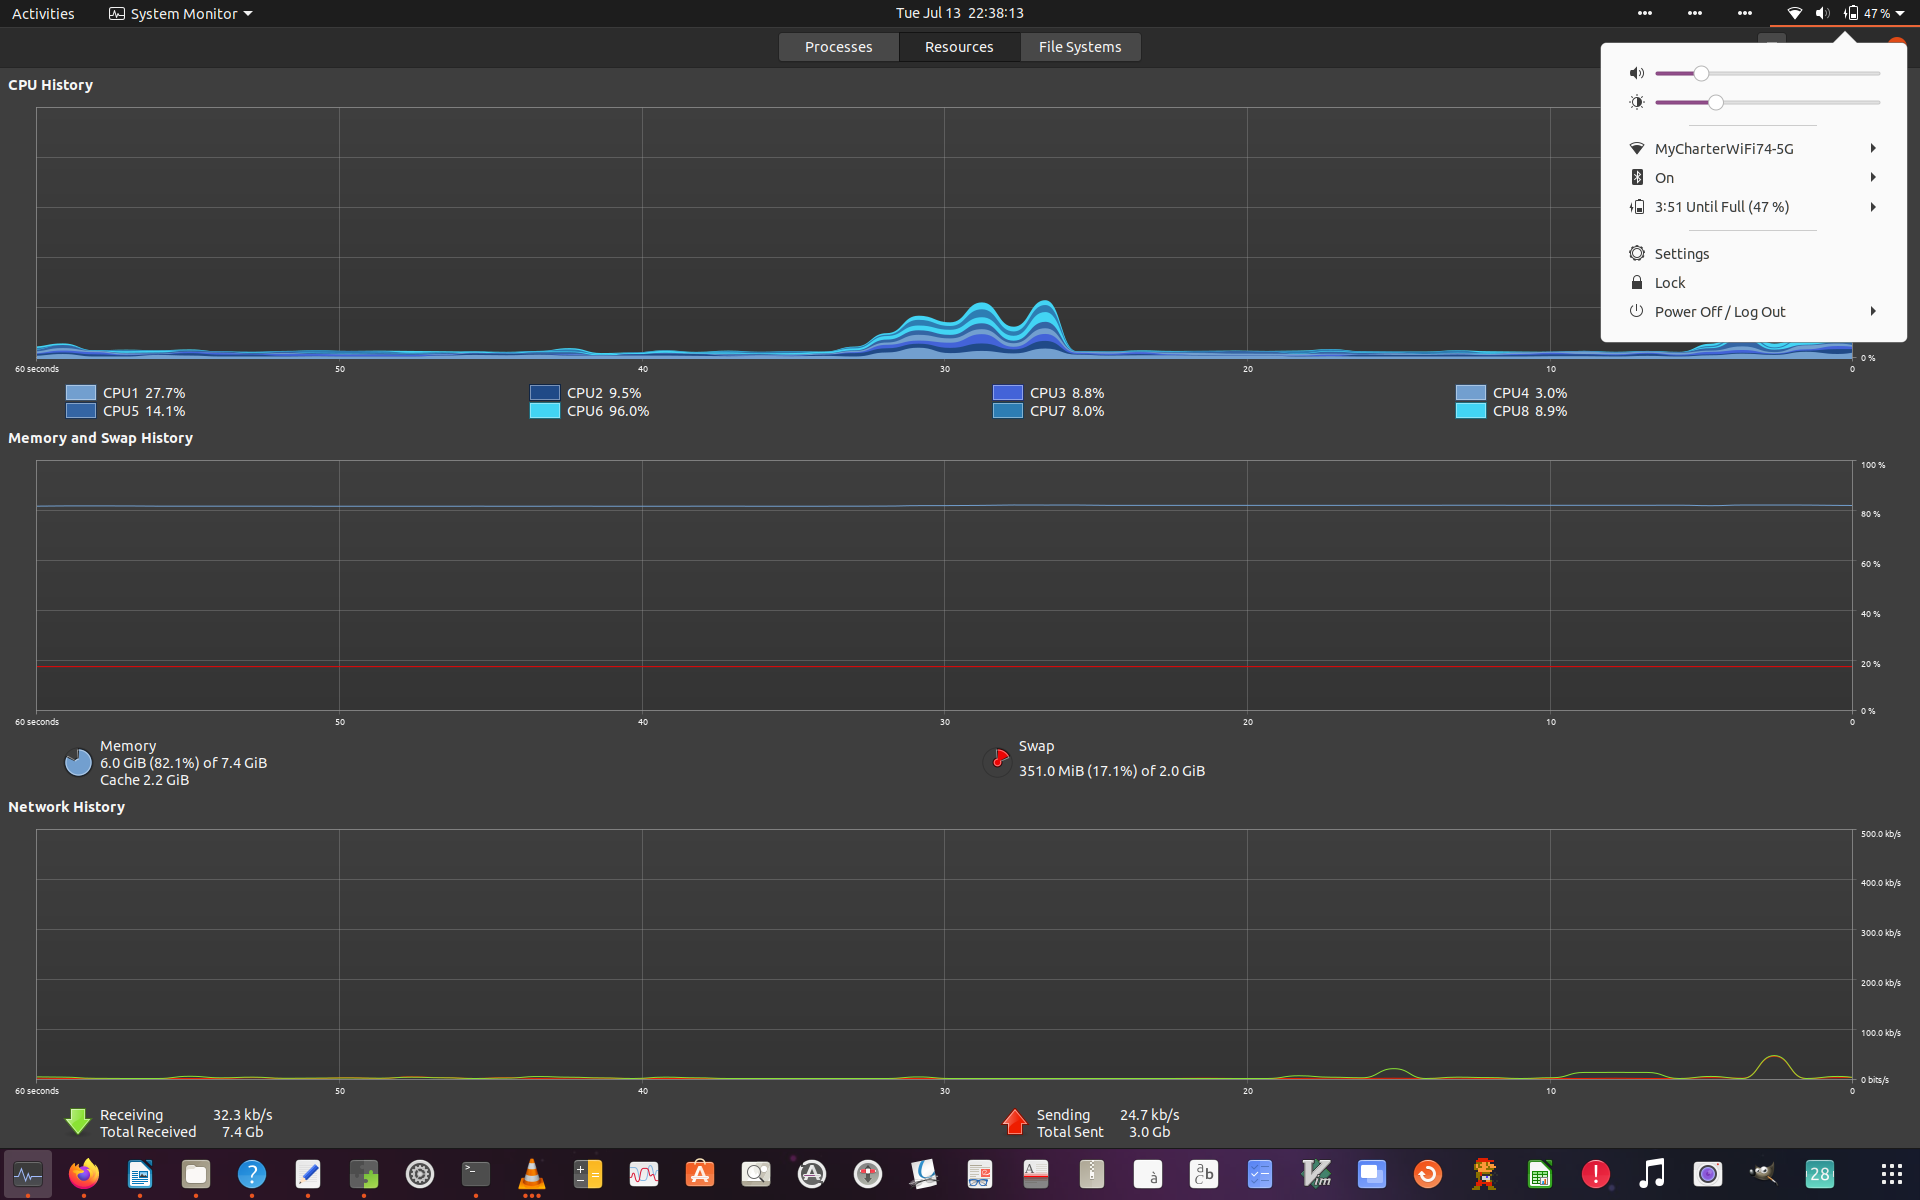 Activities System Monitor Tue Jul 13 22:38:13 47 %
Processes Resources File Systems
CPU History
MyCharterWiFi74-5G
On
3:51 Until Full (47 %)
Settings
Lock
Power Off / Log Out
0 %
60 seconds 50 40 30 20 10 0
CPU1 27.7% CPU2 9.5% CPU3 8.8% CPU4 3.0%
CPU5 14.1% CPU6 96.0% CPU7 8.0% CPU8 8.9%
Memory and Swap History
100 %
80 %
60 %
40 %
20 %
0 %
60 seconds 50 40 30 20 10 0
Memory
6.0 GiB (82.1%) of 7.4 GiB
Cache 2.2 GiB
Swap
351.0 MiB (17.1%) of 2.0 GiB
Network History
500.0 kb/s
400.0 kb/s
300.0 kb/s
200.0 kb/s
100.0 kb/s
0 bits/s
60 seconds 50 40 30 20 10 0
Receiving 32.3 kb/s
Total Received 7.4 Gb
Sending 24.7 kb/s
Total Sent 3.0 Gb
28